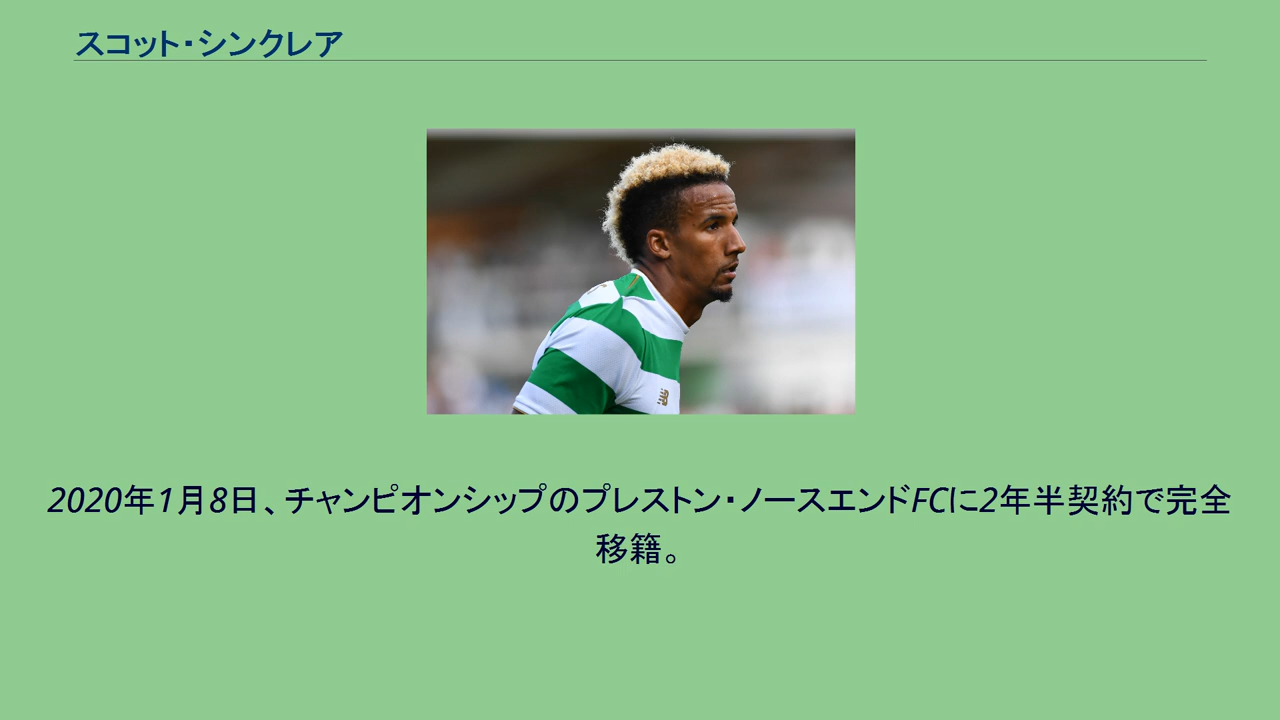 スコット・シンクレア
2020年1月8日、チャンピオンシップのプレストン・ノースエンドFCに2年半契約で完全
移籍。